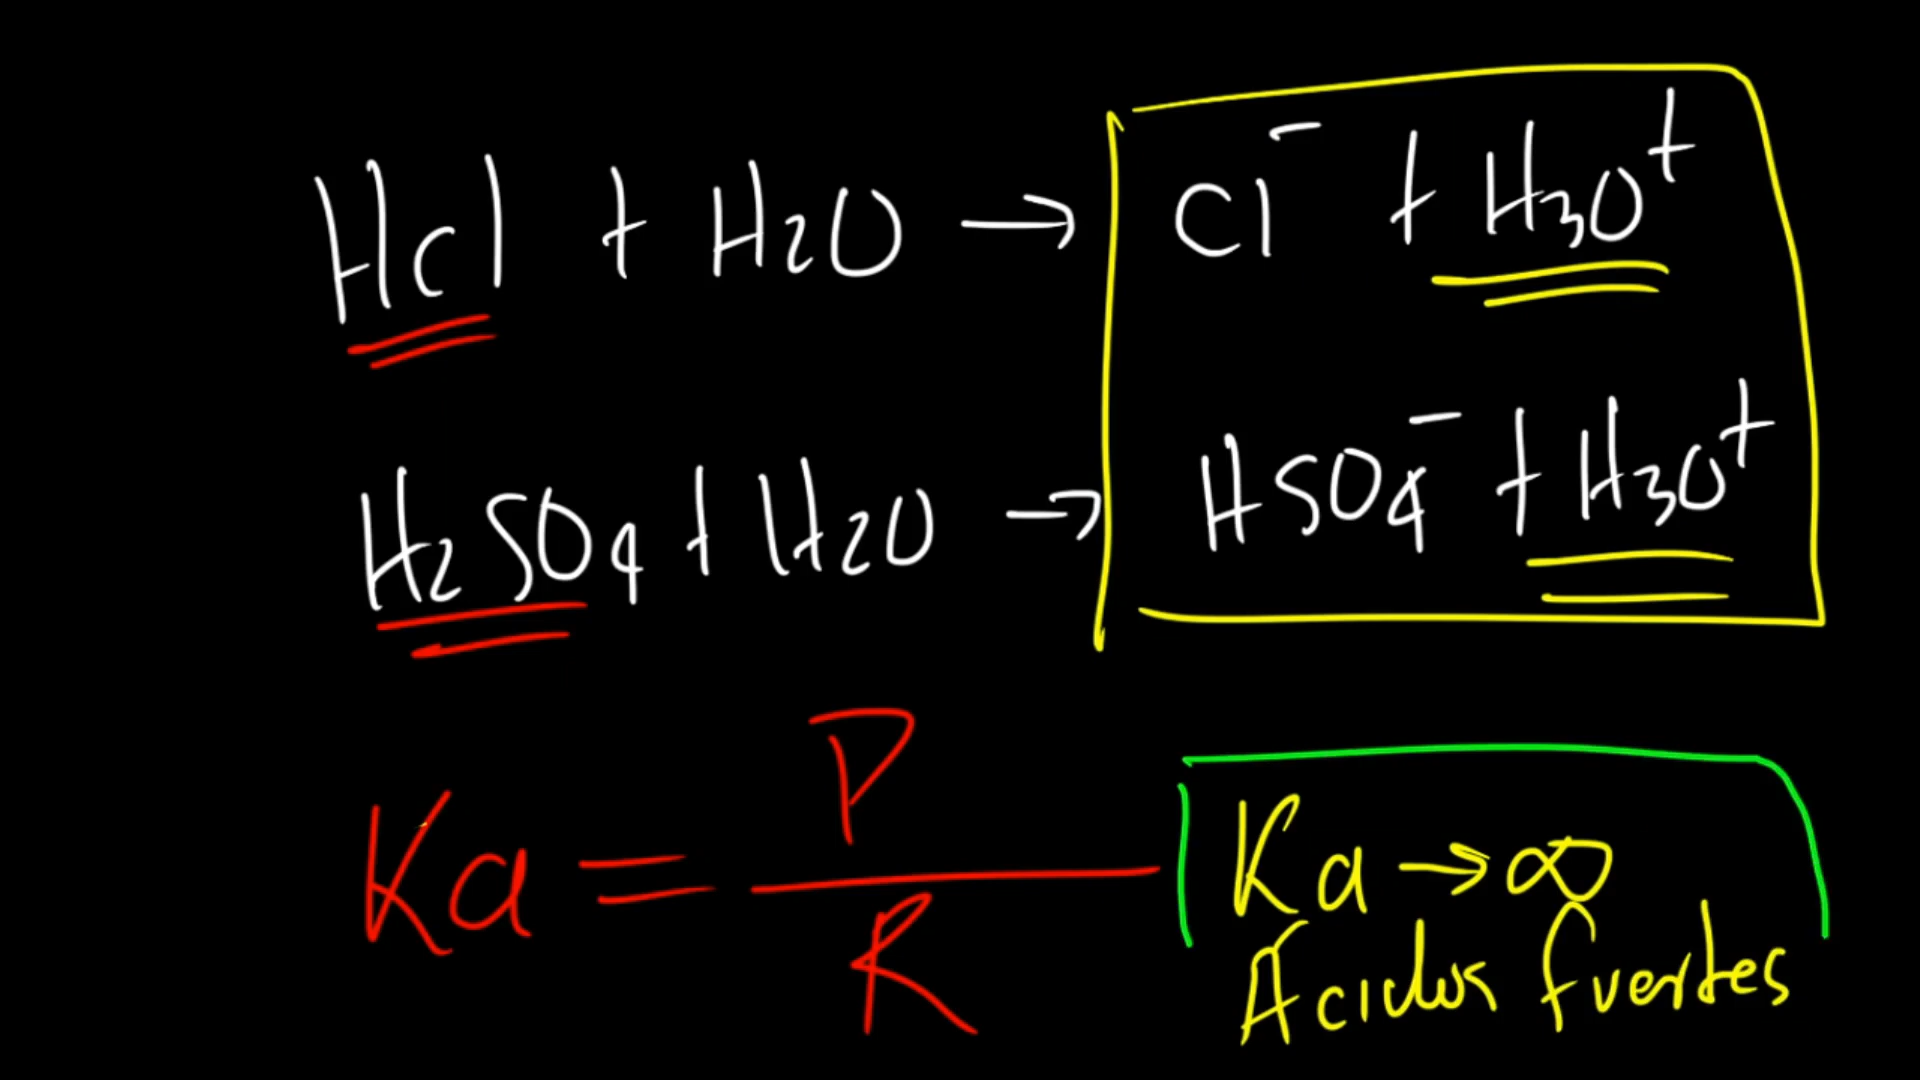 HCl + H₂O → Cl⁻ + H₃O⁺
H₂SO₄ + H₂O → HSO₄⁻ + H₃O⁺
Ka = P/R
Ka → ∞
Ácidos fuertes